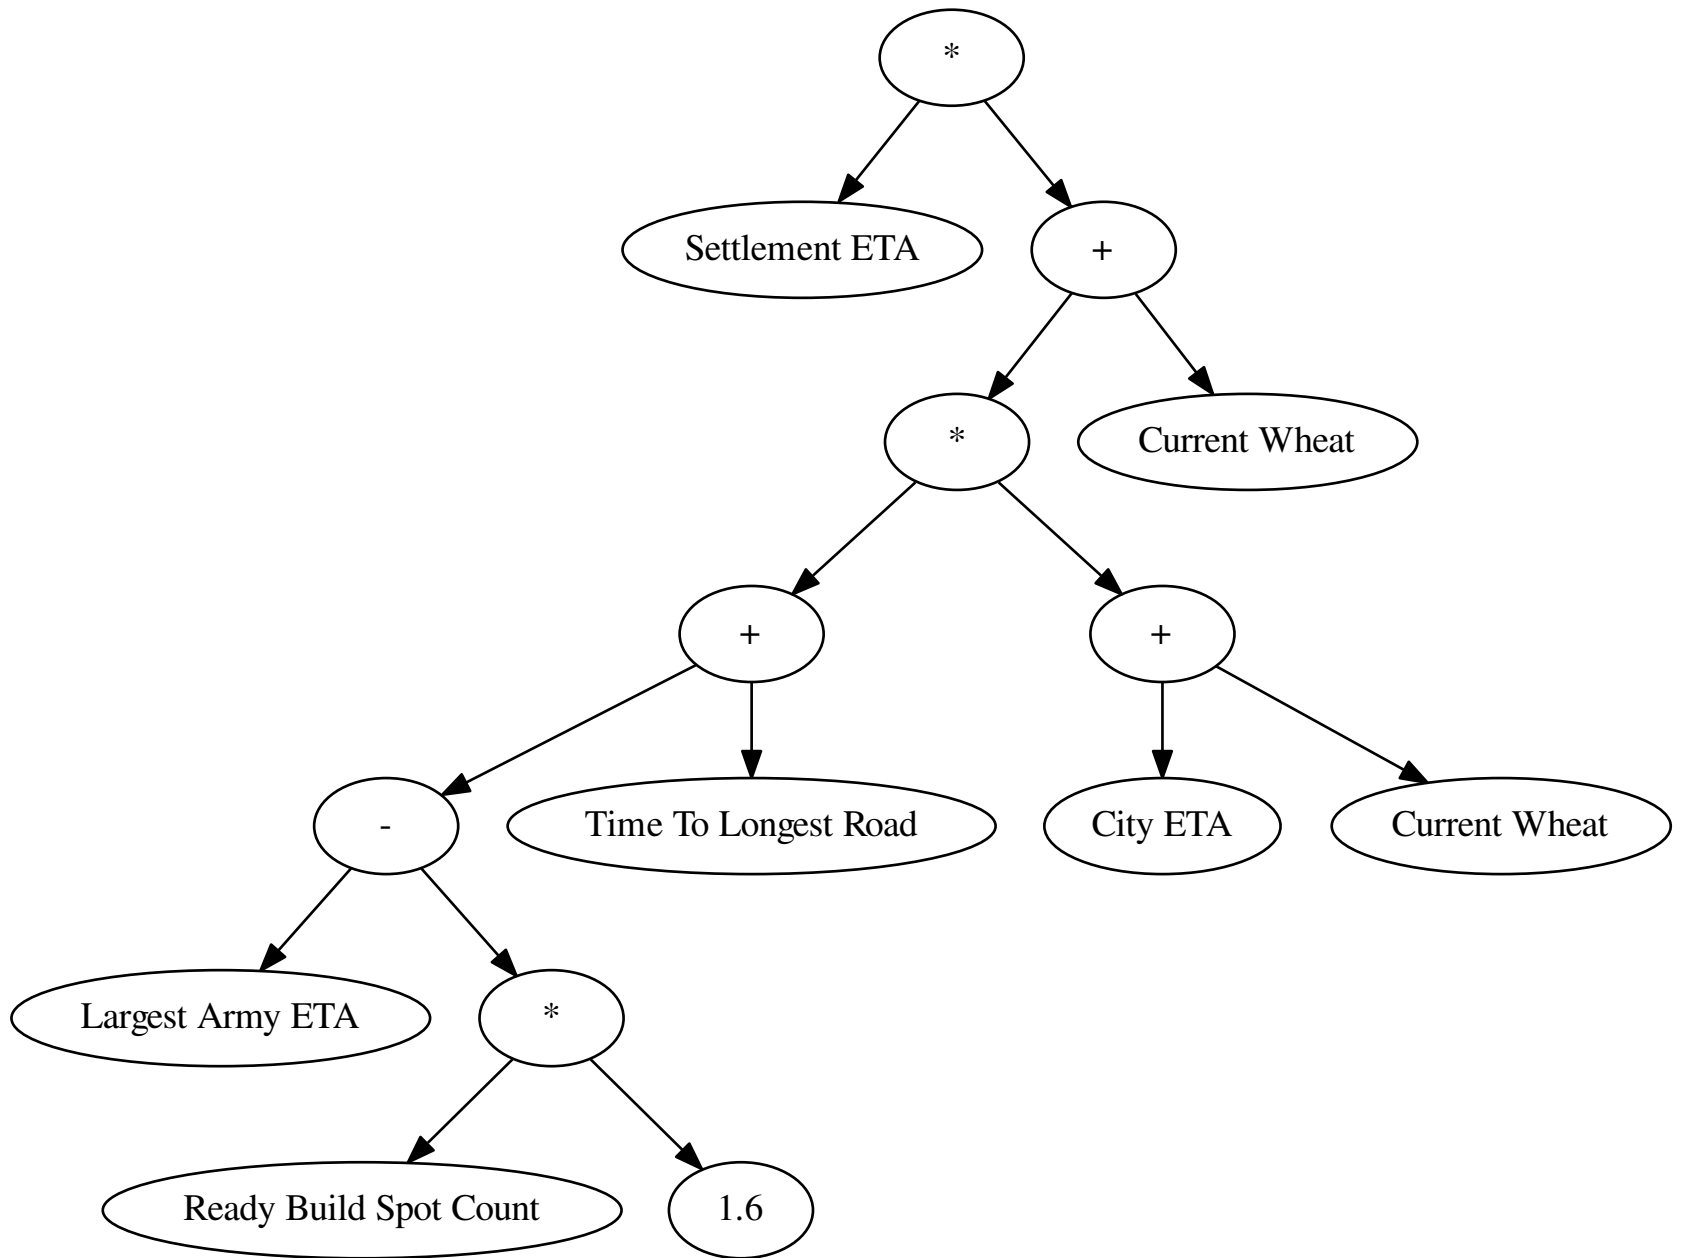 *
Settlement ETA
+
*
Current Wheat
+
+
-
Time To Longest Road
City ETA
Current Wheat
Largest Army ETA
*
Ready Build Spot Count
1.6